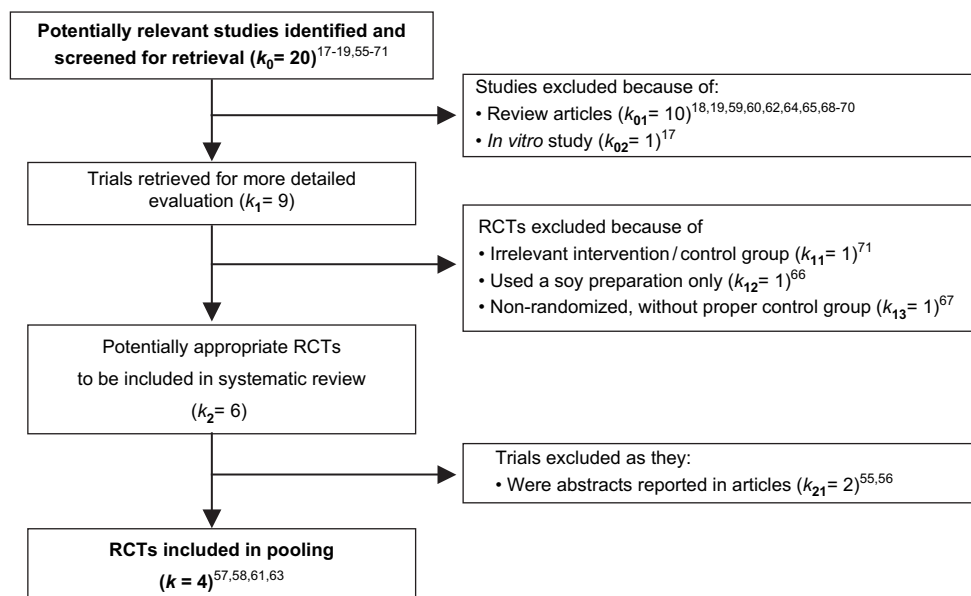 Potentially relevant studies identified and
screened for retrieval (k0= 20)17-19,55-71
Studies excluded because of:
• Review articles (k01= 10)18,19,59,60,62,64,65,68-70
• In vitro study (k02= 1)17
Trials retrieved for more detailed
evaluation (k1= 9)
RCTs excluded because of
• Irrelevant intervention/control group (k11= 1)71
• Used a soy preparation only (k12= 1)66
• Non-randomized, without proper control group (k13= 1)67
Potentially appropriate RCTs
to be included in systematic review
(k2= 6)
Trials excluded as they:
• Were abstracts reported in articles (k21= 2)55,56
RCTs included in pooling
(k = 4)57,58,61,63